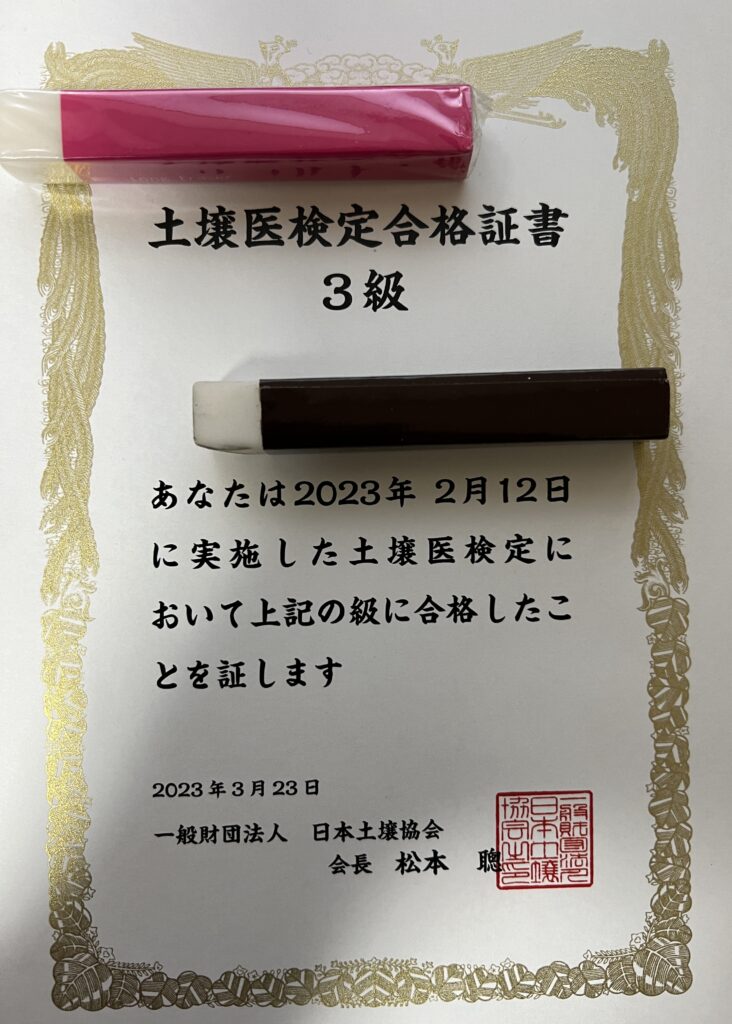 土壌医検定合格証書
3級
あなたは2023年 2月12日
に実施した土壌医検定に
おいて上記の級に合格したこ
とを証します
2023年3月23日
一般財団法人 日本土壌協会
会長 松本 聰